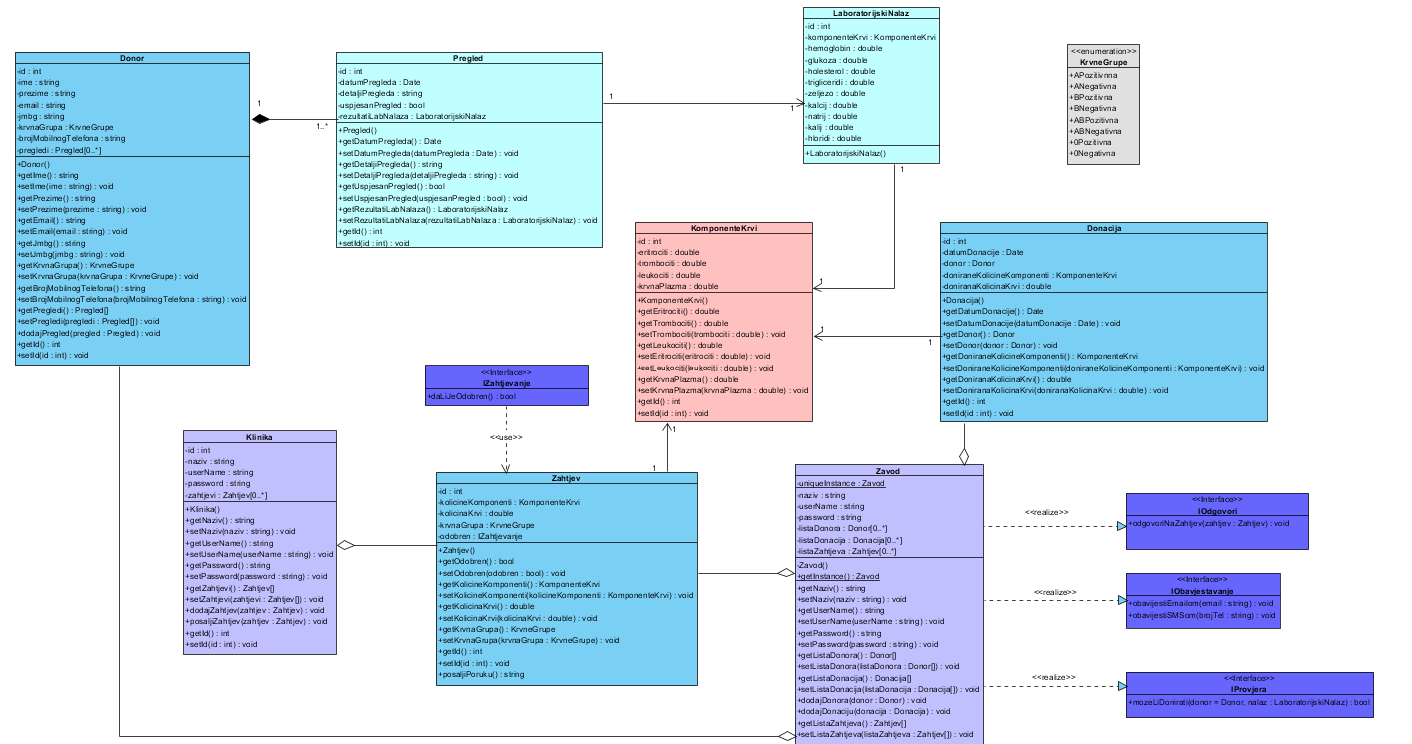 Donor
-id : int
-ime : string
-prezime : string
-email : string
-jmbg : string
-krvnaGrupa : KrvneGrupe
-brojMobilnogTelefona : string
-pregledi : Pregled[0..*]
+Donor()
+getIme() : string
+setIme(ime : string) : void
+getPrezime() : string
+setPrezime(prezime : string) : void
+getEmail() : string
+setEmail(email : string) : void
+getJmbg() : string
+setJmbg(jmbg : string) : void
+getKrvnaGrupa() : KrvneGrupe
+setKrvnaGrupa(krvnaGrupa : KrvneGrupe) : void
+getBrojMobilnogTelefona() : string
+setBrojMobilnogTelefona(brojMobilnogTelefona : string) : void
+getPregledi() : Pregled[]
+setPregledi(pregledi : Pregled[]) : void
+dodajPregled(pregled : Pregled) : void
+getId() : int
+setId(id : int) : void
1
1..*
Pregled
-id : int
-datumPregleda : Date
-detaljiPregleda : string
-uspjesanPregled : bool
-rezultatiLabNalaza : LaboratorijskiNalaz
+Pregled()
+getDatumPregleda() : Date
+setDatumPregleda(datumPregleda : Date) : void
+getDetaljiPregleda() : string
+setDetaljiPregleda(detaljiPregleda : string) : void
+getUspjesanPregled() : bool
+setUspjesanPregled(uspjesanPregled : bool) : void
+getRezultatiLabNalaza() : LaboratorijskiNalaz
+setRezultatiLabNalaza(rezultatiLabNalaza : LaboratorijskiNalaz) : void
+getId() : int
+setId(id : int) : void
1
1
LaboratorijskiNalaz
-id : int
-komponenteKrvi : KomponenteKrvi
-hemoglobin : double
-glukoza : double
-holesterol : double
-trigliceridi : double
-zeljezo : double
-kalcij : double
-natrij : double
-kalij : double
-hloridi : double
+LaboratorijskiNalaz()
1
1
<<enumeration>>
KrvneGrupe
+APozitivnna
+ANegativna
+BPozitivna
+BNegativna
+ABPozitivna
+ABNegativna
+0Pozitivna
+0Negativna
KomponenteKrvi
-id : int
-eritrociti : double
-trombociti : double
-leukociti : double
-krvnaPlazma : double
+KomponenteKrvi()
+getEritrociti() : double
+getTrombociti() : double
+setTrombociti(trombociti : double) : void
+getLeukociti() : double
+setEritrociti(eritrociti : double) : void
+setLeukociti(leukociti : double) : void
+getKrvnaPlazma() : double
+setKrvnaPlazma(krvnaPlazma : double) : void
+getId() : int
+setId(id : int) : void
1
1
Donacija
-id : int
-datumDonacije : Date
-donor : Donor
-doniraneKolicineKomponenti : KomponenteKrvi
-doniranaKolicinaKrvi : double
+Donacija()
+getDatumDonacije() : Date
+setDatumDonacije(datumDonacije : Date) : void
+getDonor() : Donor
+setDonor(donor : Donor) : void
+getDoniraneKolicineKomponenti() : KomponenteKrvi
+setDoniraneKolicineKomponenti(doniraneKolicineKomponenti : KomponenteKrvi) : void
+getDoniranaKolicinaKrvi() : double
+setDoniranaKolicinaKrvi(doniranaKolicinaKrvi : double) : void
+getId() : int
+setId(id : int) : void
<<Interface>>
IZahtjevanje
+daLiJeOdobren() : bool
<<use>>
1
1
Klinika
-id : int
-naziv : string
-userName : string
-password : string
-zahtjevi : Zahtjev[0..*]
+Klinika()
+getNaziv() : string
+setNaziv(naziv : string) : void
+getUserName() : string
+setUserName(userName : string) : void
+getPassword() : string
+setPassword(password : string) : void
+getZahtjevi() : Zahtjev[]
+setZahtjevi(zahtjevi : Zahtjev[]) : void
+dodajZahtjev(zahtjev : Zahtjev) : void
+posaljiZahtjev(zahtjev : Zahtjev) : void
+getId() : int
+setId(id : int) : void
Zahtjev
-id : int
-kolicineKomponenti : KomponenteKrvi
-kolicinaKrvi : double
-krvnaGrupa : KrvneGrupe
-odobren : IZahtjevanje
+Zahtjev()
+getOdobren() : bool
+setOdobren(odobren : bool) : void
+getKolicineKomponenti() : KomponenteKrvi
+setKolicineKomponenti(kolicineKomponenti : KomponenteKrvi) : void
+getKolicinaKrvi() : double
+setKolicinaKrvi(kolicinaKrvi : double) : void
+getKrvnaGrupa() : KrvneGrupe
+setKrvnaGrupa(krvnaGrupa : KrvneGrupe) : void
+getId() : int
+setId(id : int) : void
+posaljiPoruku() : string
Zavod
-uniqueInstance : Zavod
-naziv : string
-userName : string
-password : string
-listaDonora : Donor[0..*]
-listaDonacija : Donacija[0..*]
-listaZahtjeva : Zahtjev[0..*]
-Zavod()
+getInstance() : Zavod
+getNaziv() : string
+setNaziv(naziv : string) : void
+getUserName() : string
+setUserName(userName : string) : void
+getPassword() : string
+setPassword(password : string) : void
+getListaDonora() : Donor[]
+setListaDonora(listaDonora : Donor[]) : void
+getListaDonacija() : Donacija[]
+setListaDonacija(listaDonacija : Donacija[]) : void
+dodajDonora(donor : Donor) : void
+dodajDonaciju(donacija : Donacija) : void
+getListaZahtjeva() : Zahtjev[]
+setListaZahtjeva(listaZahtjeva : Zahtjev[]) : void
<<realize>>
<<Interface>>
IOdgovori
+odgovoriNaZahtjev(zahtjev : Zahtjev) : void
<<realize>>
<<Interface>>
IObavjestavanje
+obavijestiEmailom(email : string) : void
+obavijestiSMSom(brojTel : string) : void
<<realize>>
<<Interface>>
IProvjera
+mozeLiDonirati(donor = Donor, nalaz : LaboratorijskiNalaz) : bool